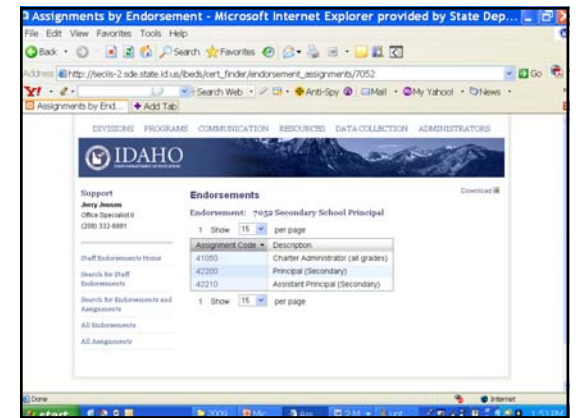 Assignments by Endorsement - Microsoft Internet Explorer provided by State Dep...
File Edit View Favorites Tools Help
Back Search Favorites
Address http://seciis-2.sde.state.id.us/ibeds/cert_finder/endorsement_assignments/7052 Go
Y! Search Web Anti-Spy Mail My Yahoo! News
Assignments by End... Add Tab
DIVISIONS PROGRAMS COMMUNICATION RESOURCES DATA COLLECTION ADMINISTRATORS
IDAHO
Support
Jerry Jensen
Office Specialist II
(208) 332-6881
Staff Endorsements Home
Search for Staff
Endorsements
Search for Endorsements and
Assignments
All Endorsements
All Assignments
Endorsements
Download
Endorsement: 7052 Secondary School Principal
1 Show 15 per page
Assignment Code Description
41050 Charter Administrator (all grades)
42200 Principal (Secondary)
42210 Assistant Principal (Secondary)
1 Show 15 per page
Done Internet
start 2009 1:53 PM